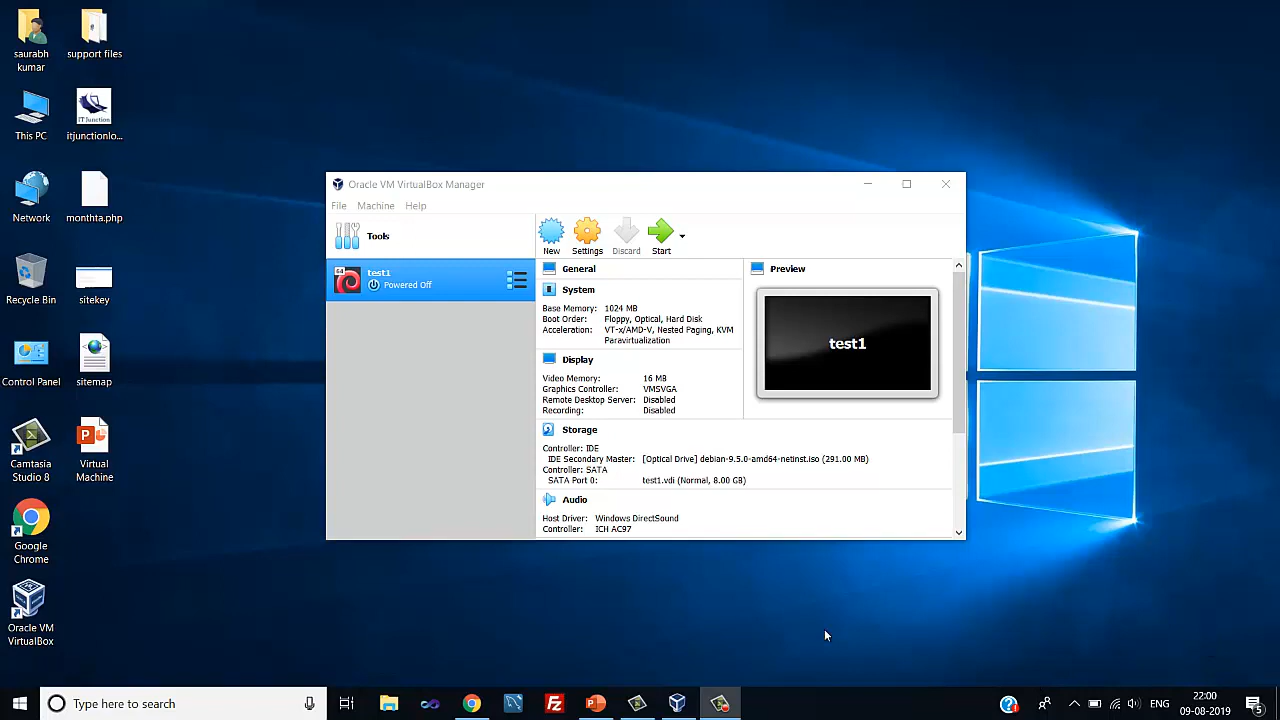 saurabh
kumar
support files
This PC
IT Junction
itjunctionlo...
Network
monthta.php
Recycle Bin
sitekey
Control Panel
sitemap
Camtasia
Studio 8
Virtual
Machine
Google
Chrome
Oracle VM
VirtualBox
Oracle VM VirtualBox Manager
File Machine Help
Tools
New Settings Discard Start
64
test1
Powered Off
General
System
Base Memory: 1024 MB
Boot Order: Floppy, Optical, Hard Disk
Acceleration: VT-x/AMD-V, Nested Paging, KVM
Paravirtualization
Display
Video Memory: 16 MB
Graphics Controller: VMSVGA
Remote Desktop Server: Disabled
Recording: Disabled
Preview
test1
Storage
Controller: IDE
IDE Secondary Master: [Optical Drive] debian-9.5.0-amd64-netinst.iso (291.00 MB)
Controller: SATA
SATA Port 0: test1.vdi (Normal, 8.00 GB)
Audio
Host Driver: Windows DirectSound
Controller: ICH AC97
Type here to search
ENG
22:00
09-08-2019
5